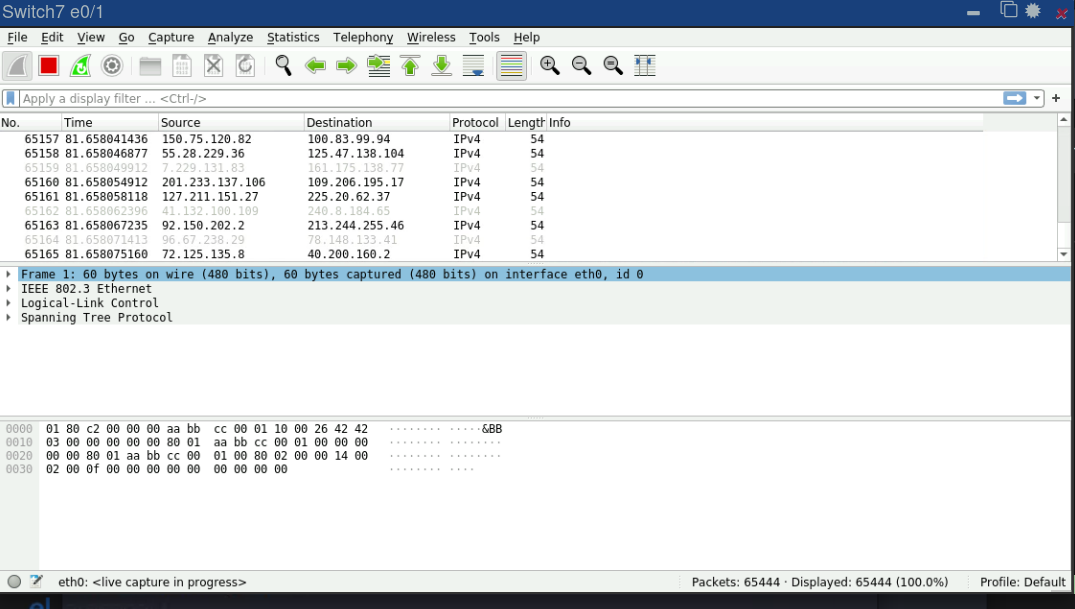 Switch7 e0/1
File Edit View Go Capture Analyze Statistics Telephony Wireless Tools Help
Apply a display filter ... <Ctrl-/>
No. Time Source Destination Protocol Length Info
65157 81.658041436 150.75.120.82 100.83.99.94 IPv4 54
65158 81.658046877 55.28.229.36 125.47.138.104 IPv4 54
65159 81.658049912 7.229.131.83 161.175.138.77 IPv4 54
65160 81.658054912 201.233.137.106 109.206.195.17 IPv4 54
65161 81.658058118 127.211.151.27 225.20.62.37 IPv4 54
65162 81.658062396 41.132.100.109 240.8.184.65 IPv4 54
65163 81.658067235 92.150.202.2 213.244.255.46 IPv4 54
65164 81.658071413 96.67.238.29 78.148.133.41 IPv4 54
65165 81.658075160 72.125.135.8 40.200.160.2 IPv4 54
Frame 1: 60 bytes on wire (480 bits), 60 bytes captured (480 bits) on interface eth0, id 0
IEEE 802.3 Ethernet
Logical-Link Control
Spanning Tree Protocol
0000 01 80 c2 00 00 00 aa bb cc 00 01 10 00 26 42 42 ········ ·····&BB
0010 03 00 00 00 00 00 80 01 aa bb cc 00 01 00 00 00 ········ ········
0020 00 00 80 01 aa bb cc 00 01 00 80 02 00 00 14 00 ········ ········
0030 02 00 0f 00 00 00 00 00 00 00 00 00 ········ ····
eth0: <live capture in progress> Packets: 65444 · Displayed: 65444 (100.0%) Profile: Default